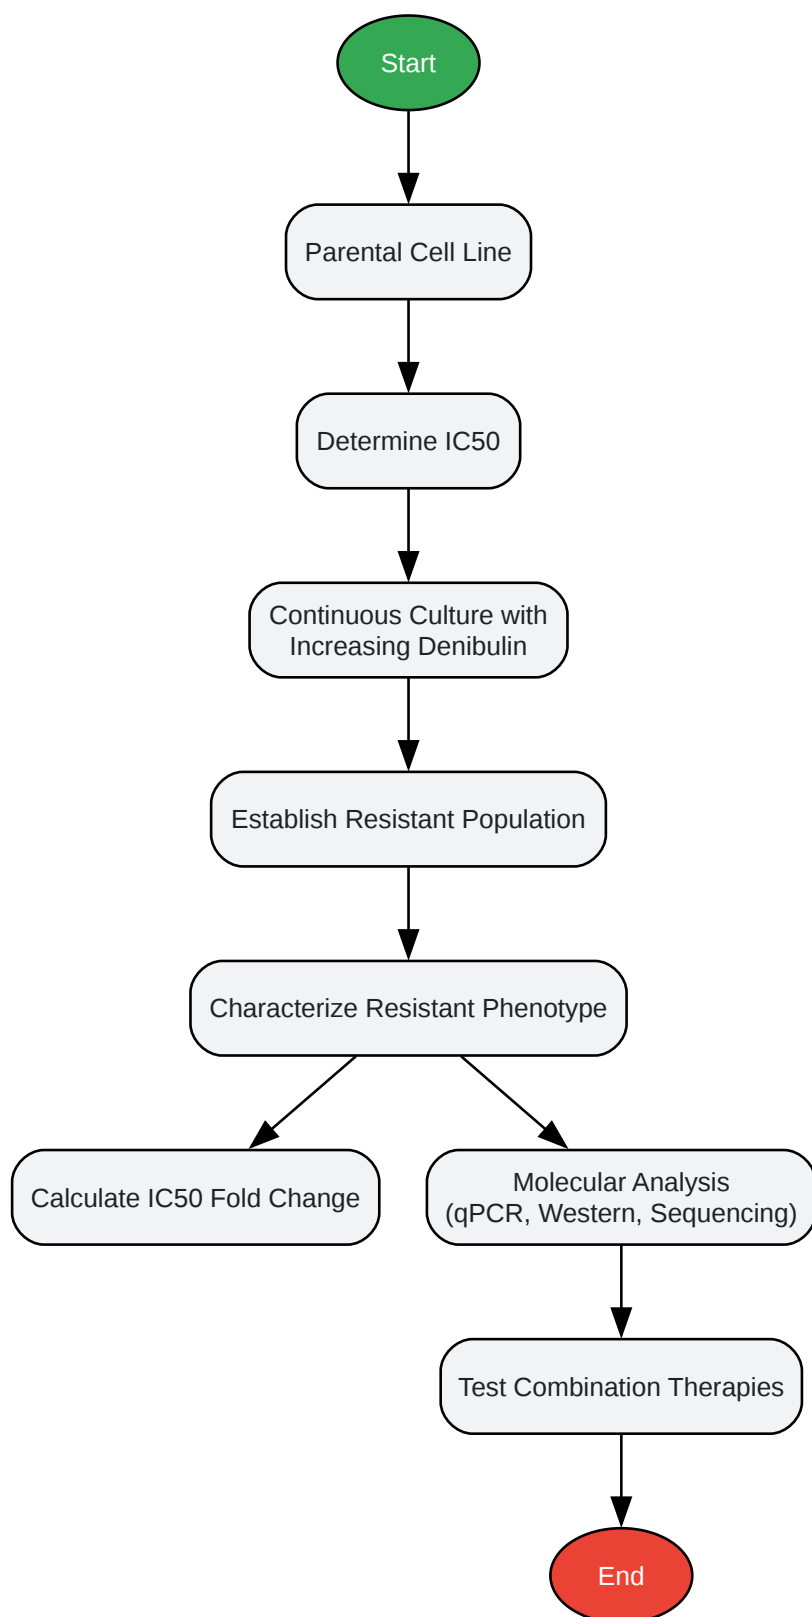 Start
Parental Cell Line
Determine IC50
Continuous Culture with
Increasing Denibulin
Establish Resistant Population
Characterize Resistant Phenotype
Calculate IC50 Fold Change
Molecular Analysis
(qPCR, Western, Sequencing)
Test Combination Therapies
End